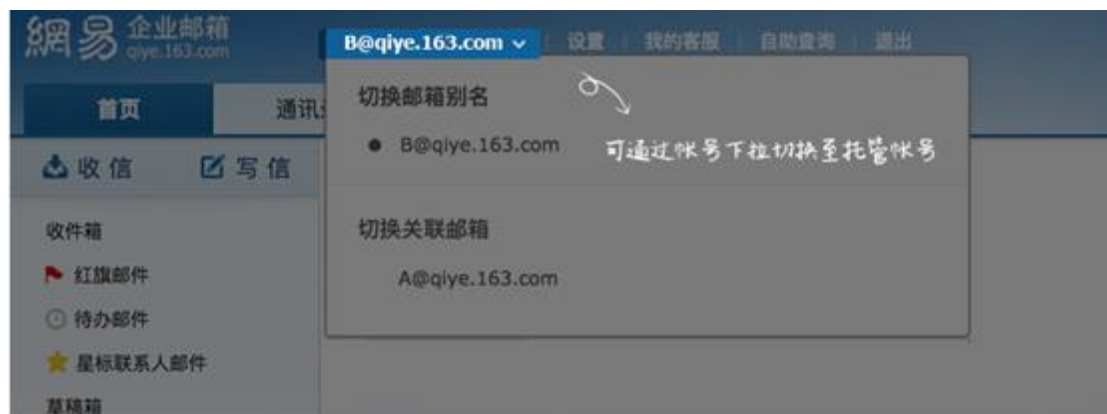 網易 企业邮箱
qiye.163.com
B@qiye.163.com 设置 我的客服 自助查询 退出
首页 通讯
切换邮箱别名
B@qiye.163.com
可通过帐号下拉切换至托管帐号
收信 写信
切换关联邮箱
A@qiye.163.com
收件箱
红旗邮件
待办邮件
星标联系人邮件
草稿箱